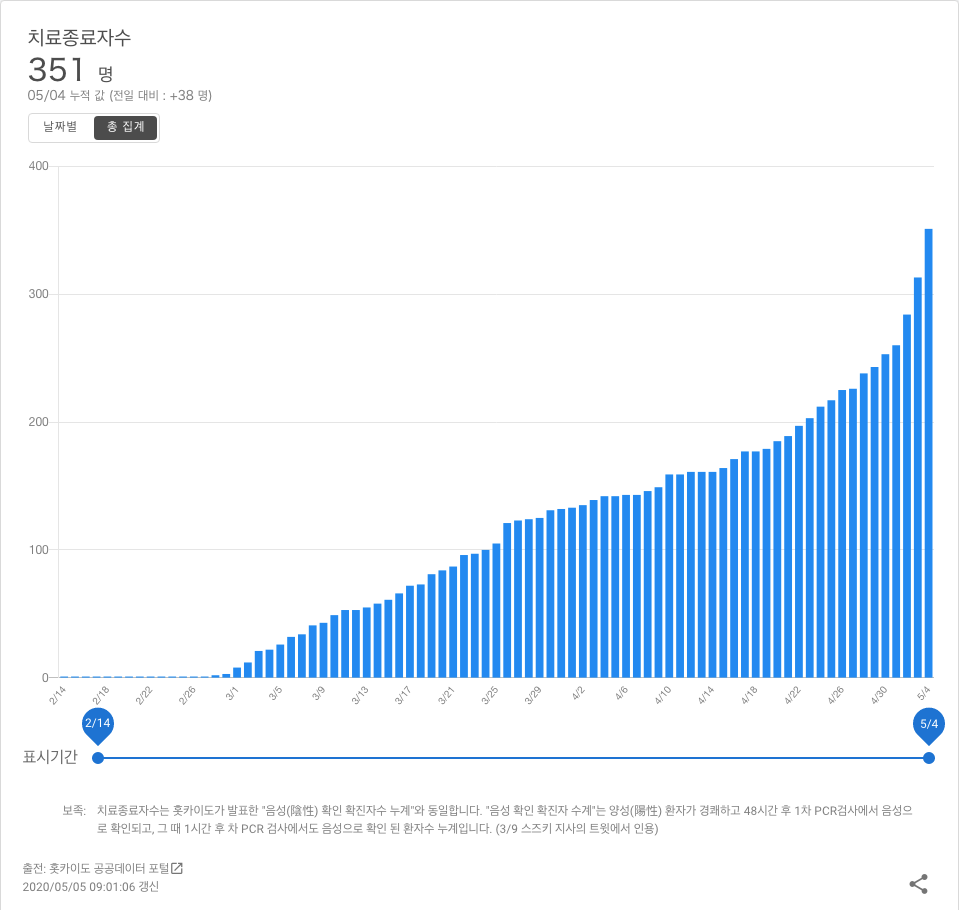 치료종료자수
351 명
05/04 누적 값 (전일 대비 : +38 명)
날짜별 총 집계
400
300
200
100
0
2/14 2/18 2/22 2/26 3/1 3/5 3/9 3/13 3/17 3/21 3/25 3/29 4/2 4/6 4/10 4/14 4/18 4/22 4/26 4/30 5/4
2/14 5/4
표시기간
보족: 치료종료자수는 홋카이도가 발표한 "음성(陰性) 확인 확진자수 누계"와 동일합니다. "음성 확인 확진자 수계"는 양성(陽性) 환자가 경쾌하고 48시간 후 1차 PCR검사에서 음성으
로 확인되고, 그 때 1시간 후 차 PCR 검사에서도 음성으로 확인 된 환자수 누계입니다. (3/9 스즈키 지사의 트윗에서 인용)
출전: 홋카이도 공공데이터 포털
2020/05/05 09:01:06 갱신